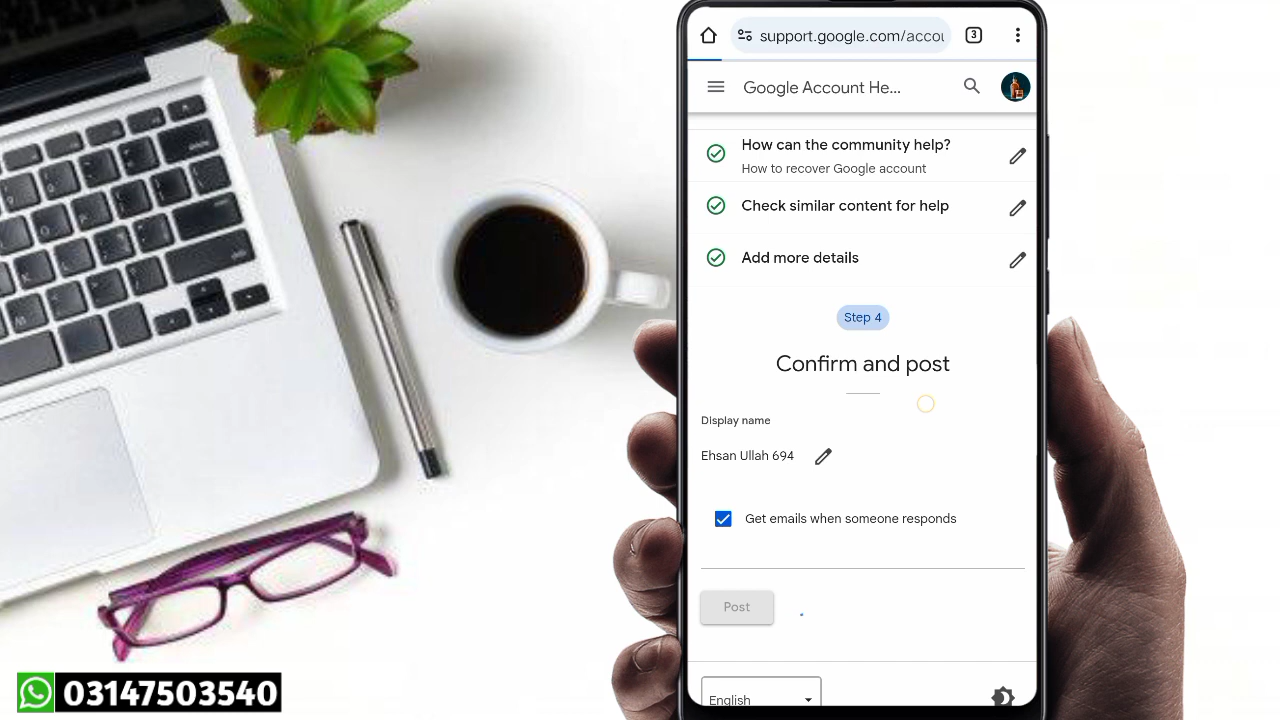 support.google.com/accou
3
Google Account He...
How can the community help?
How to recover Google account
Check similar content for help
Add more details
Step 4
Confirm and post
Display name
Ehsan Ullah 694
Get emails when someone responds
Post
English
03147503540